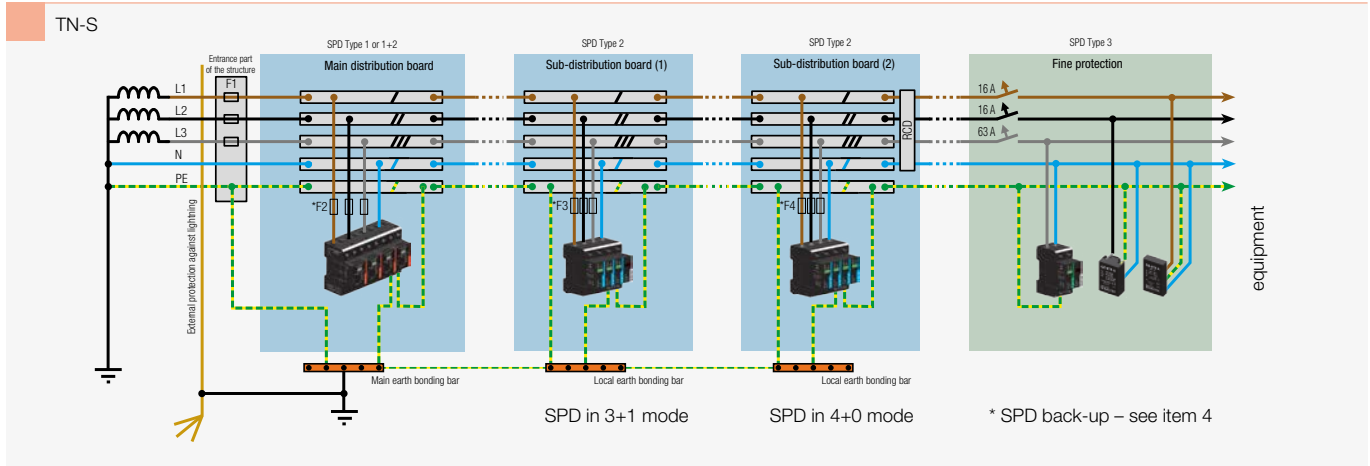 TN-S
SPD Type 1 or 1+2
SPD Type 2
SPD Type 2
SPD Type 3
Entrance part
of the structure
Main distribution board
Sub-distribution board (1)
Sub-distribution board (2)
Fine protection
F1
L1
L2
L3
N
PE
16 A
16 A
63 A
RCD
*F2
*F3
*F4
External protection against lightning
equipment
Main earth bonding bar
Local earth bonding bar
Local earth bonding bar
SPD in 3+1 mode
SPD in 4+0 mode
* SPD back-up – see item 4